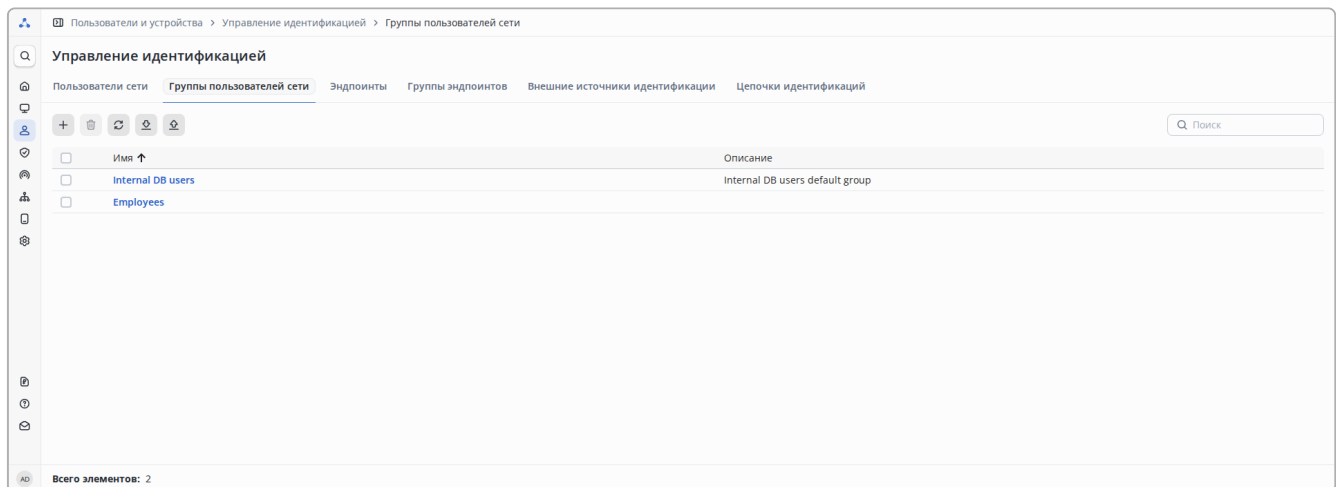 Пользователи и устройства > Управление идентификацией > Группы пользователей сети
Управление идентификацией
Пользователи сети Группы пользователей сети Эндпоинты Группы эндпоинтов Внешние источники идентификации Цепочки идентификаций
Поиск
Имя Описание
Internal DB users Internal DB users default group
Employees
AD Всего элементов: 2